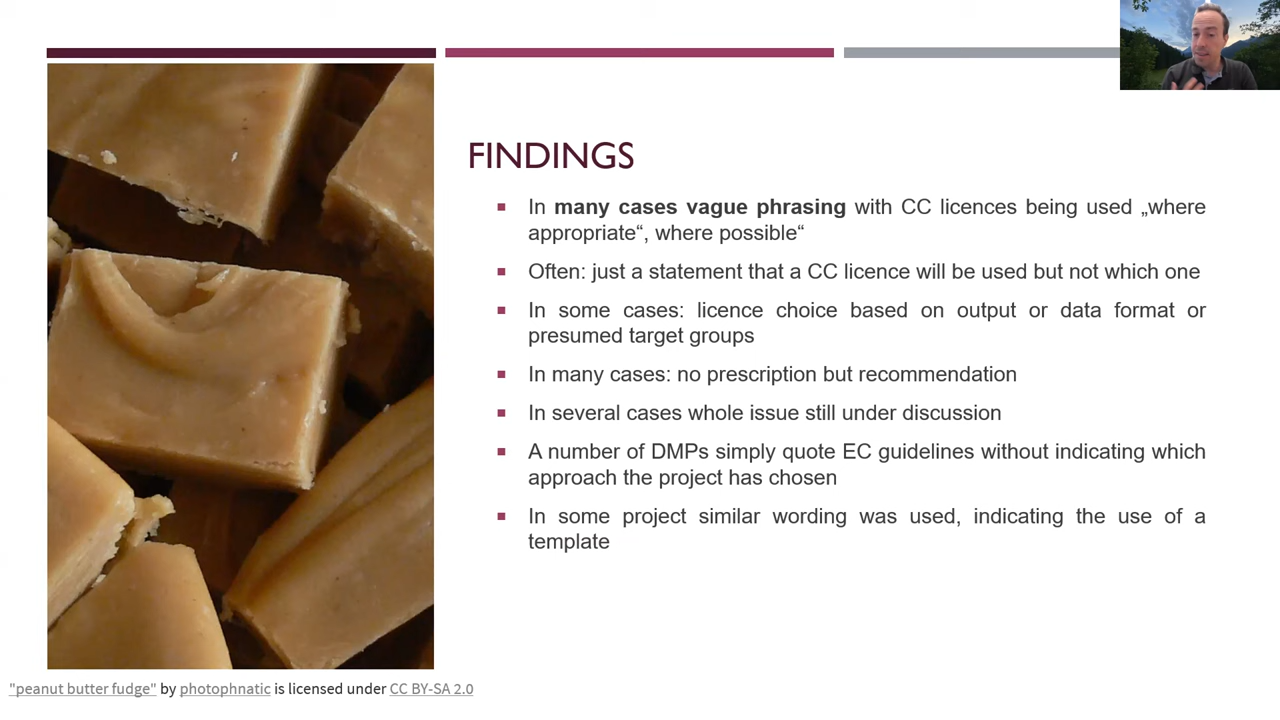 FINDINGS
In many cases vague phrasing with CC licences being used „where
appropriate“, where possible“
Often: just a statement that a CC licence will be used but not which one
In some cases: licence choice based on output or data format or
presumed target groups
In many cases: no prescription but recommendation
In several cases whole issue still under discussion
A number of DMPs simply quote EC guidelines without indicating which
approach the project has chosen
In some project similar wording was used, indicating the use of a
template
"peanut butter fudge" by photophnatic is licensed under CC BY-SA 2.0